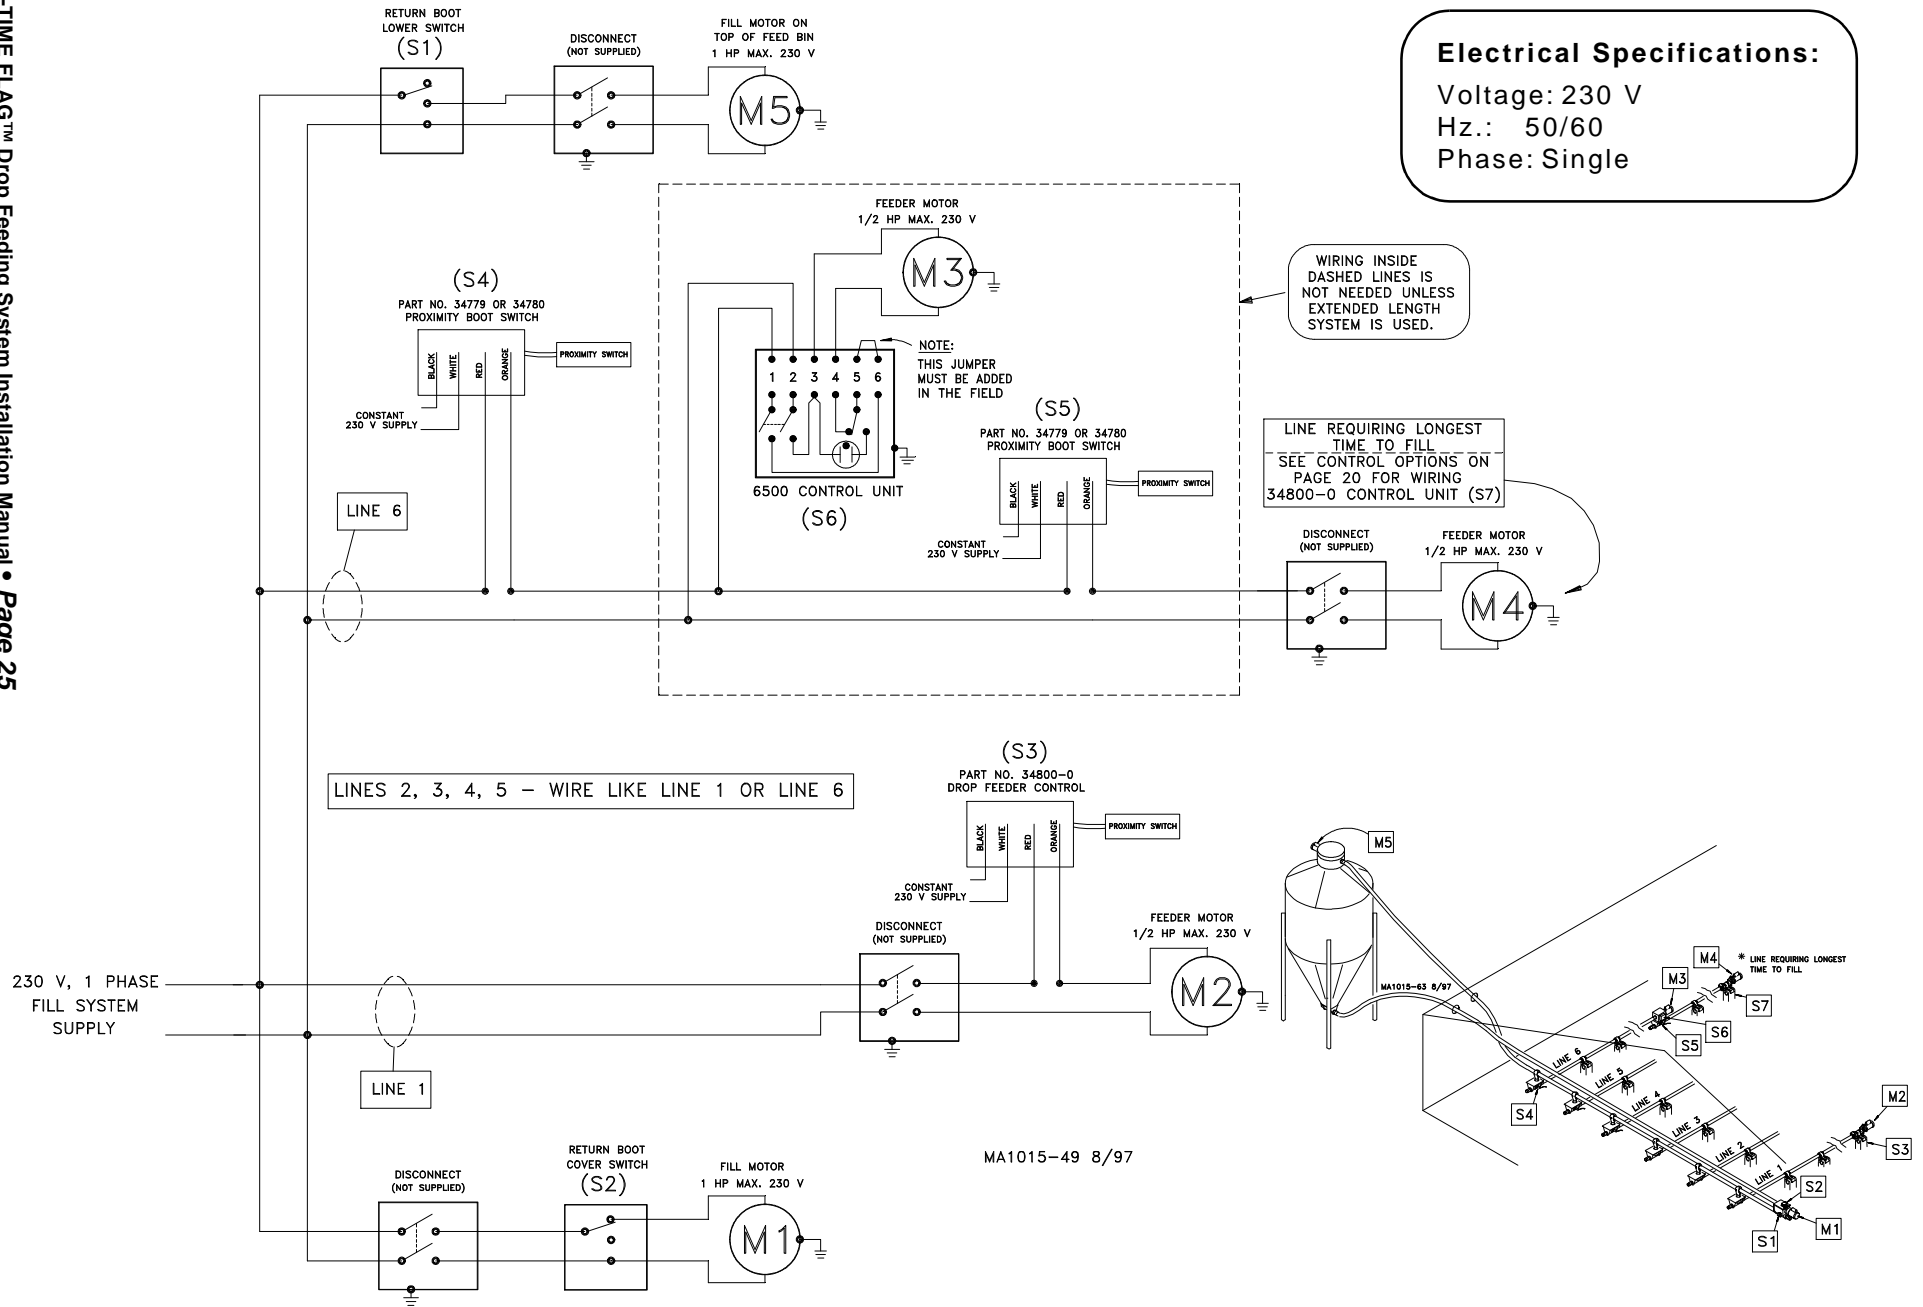 -TIME FLAG™ Drop Feeding System Installation Manual • Page 25
RETURN BOOT
LOWER SWITCH
(S1)
DISCONNECT
(NOT SUPPLIED)
FILL MOTOR ON
TOP OF FEED BIN
1 HP MAX. 230 V
M5
Electrical Specifications:
Voltage: 230 V
Hz.: 50/60
Phase: Single
FEEDER MOTOR
1/2 HP MAX. 230 V
M3
WIRING INSIDE
DASHED LINES IS
NOT NEEDED UNLESS
EXTENDED LENGTH
SYSTEM IS USED.
(S4)
PART NO. 34779 OR 34780
PROXIMITY BOOT SWITCH
BLACK
WHITE
RED
ORANGE
PROXIMITY SWITCH
CONSTANT
230 V SUPPLY
NOTE:
THIS JUMPER
MUST BE ADDED
IN THE FIELD
1 2 3 4 5 6
6500 CONTROL UNIT
(S6)
(S5)
PART NO. 34779 OR 34780
PROXIMITY BOOT SWITCH
BLACK
WHITE
RED
ORANGE
PROXIMITY SWITCH
CONSTANT
230 V SUPPLY
LINE REQUIRING LONGEST
TIME TO FILL
SEE CONTROL OPTIONS ON
PAGE 20 FOR WIRING
34800-0 CONTROL UNIT (S7)
LINE 6
DISCONNECT
(NOT SUPPLIED)
FEEDER MOTOR
1/2 HP MAX. 230 V
M4
LINES 2, 3, 4, 5 – WIRE LIKE LINE 1 OR LINE 6
(S3)
PART NO. 34800-0
DROP FEEDER CONTROL
BLACK
WHITE
RED
ORANGE
PROXIMITY SWITCH
CONSTANT
230 V SUPPLY
DISCONNECT
(NOT SUPPLIED)
FEEDER MOTOR
1/2 HP MAX. 230 V
M2
230 V, 1 PHASE
FILL SYSTEM
SUPPLY
LINE 1
DISCONNECT
(NOT SUPPLIED)
RETURN BOOT
COVER SWITCH
(S2)
FILL MOTOR
1 HP MAX. 230 V
M1
MA1015-49 8/97
M5
MA1015-63 8/97
M4
* LINE REQUIRING LONGEST
TIME TO FILL
M3
S7
S6
S5
LINE 6
LINE 5
LINE 4
LINE 3
LINE 2
LINE 1
S4
M2
S3
S2
M1
S1